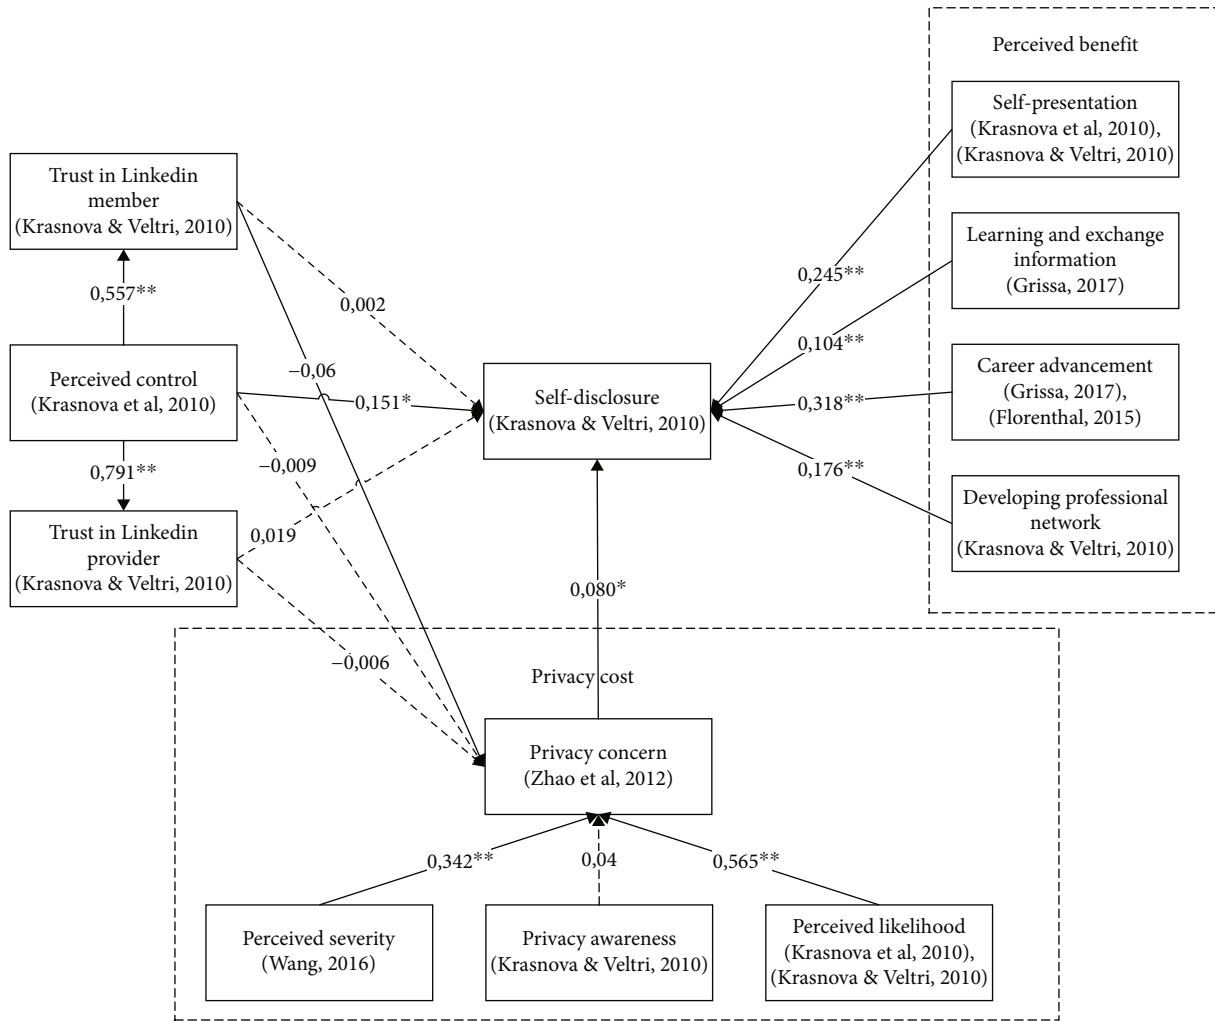 Perceived benefit
Self-presentation
(Krasnova et al, 2010),
(Krasnova & Veltri, 2010)
Trust in Linkedin
member
(Krasnova & Veltri, 2010)
Learning and exchange
information
(Grissa, 2017)
0,245**
0,557**
0,002
0,104**
Perceived control
(Krasnova et al, 2010)
−0,06
0,151*
Self-disclosure
(Krasnova & Veltri, 2010)
0,318**
Career advancement
(Grissa, 2017),
(Florenthal, 2015)
0,791**
−0,009
0,176**
Trust in Linkedin
provider
(Krasnova & Veltri, 2010)
0,019
Developing professional
network
(Krasnova & Veltri, 2010)
0,080*
−0,006
Privacy cost
Privacy concern
(Zhao et al, 2012)
0,342**
0,04
0,565**
Perceived severity
(Wang, 2016)
Privacy awareness
(Krasnova & Veltri, 2010)
Perceived likelihood
(Krasnova et al, 2010),
(Krasnova & Veltri, 2010)